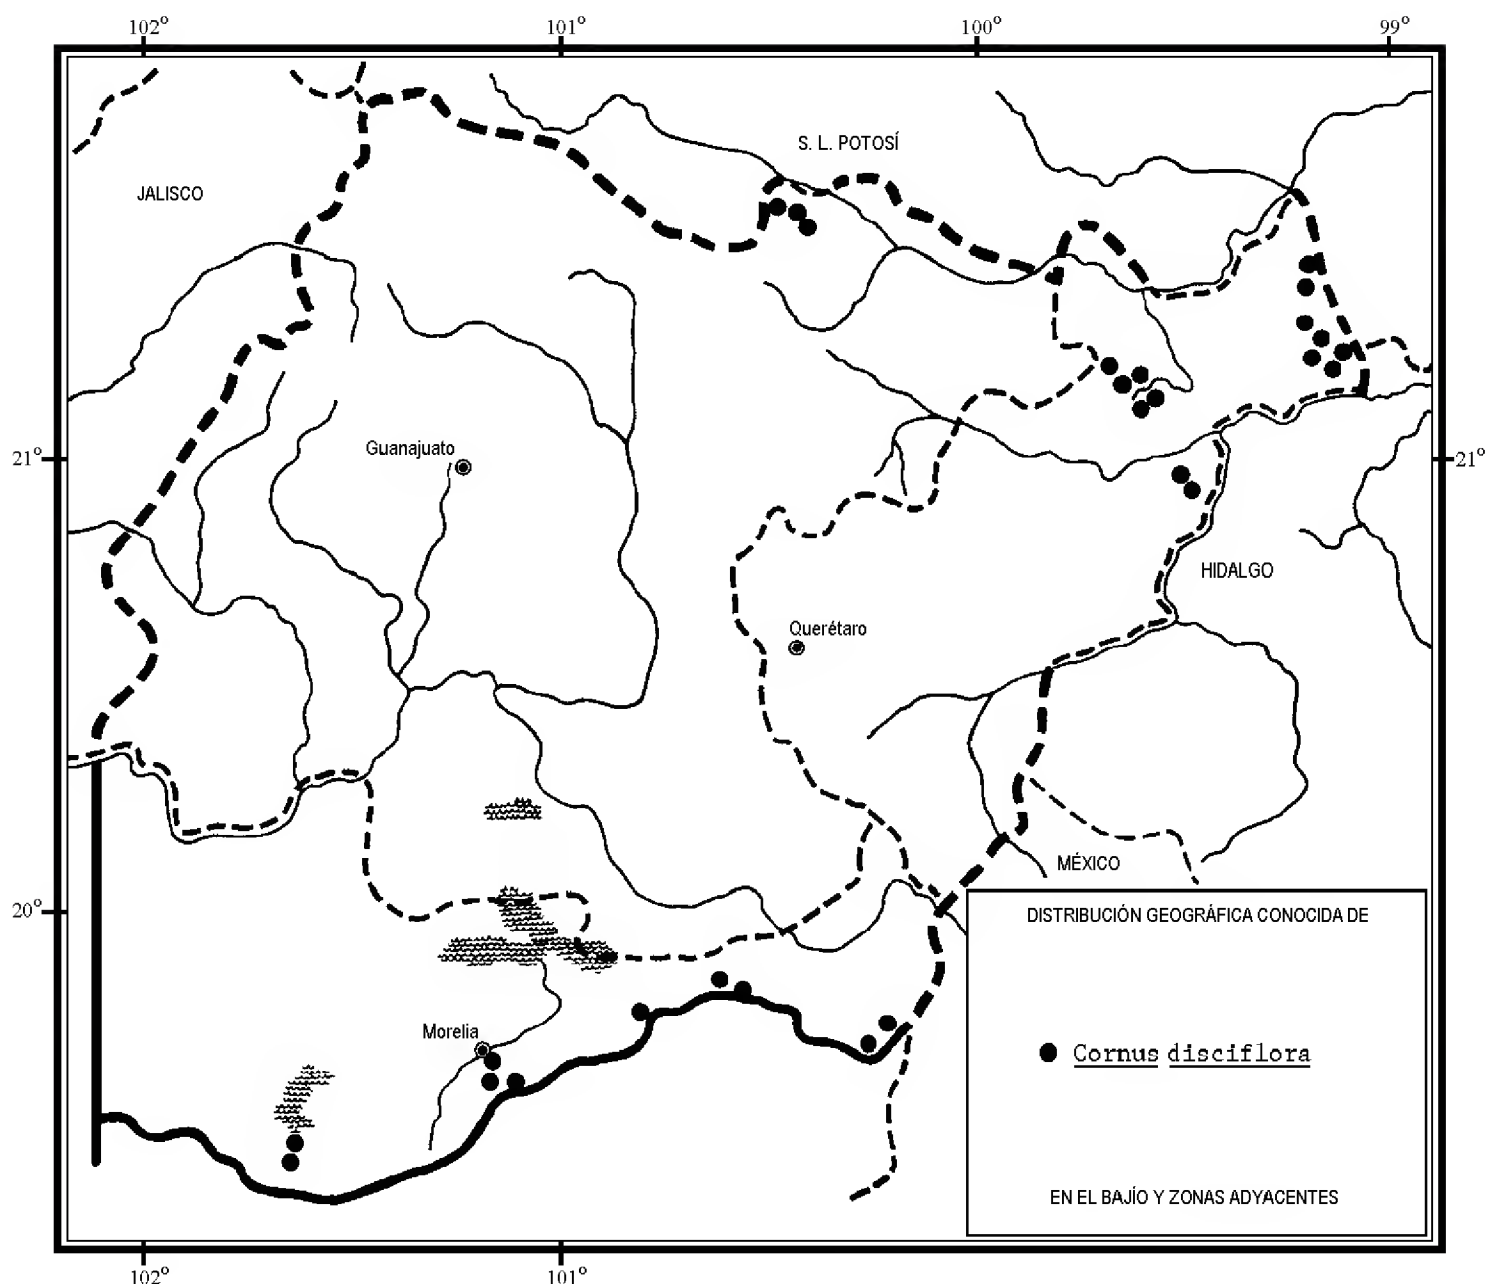 102° 101° 100° 99°
S. L. POTOSÍ
JALISCO
Guanajuato
21° 21°
HIDALGO
Querétaro
MÉXICO
20°
DISTRIBUCIÓN GEOGRÁFICA CONOCIDA DE
Morelia
Cornus disciflora
EN EL BAJÍO Y ZONAS ADYACENTES
102° 101°